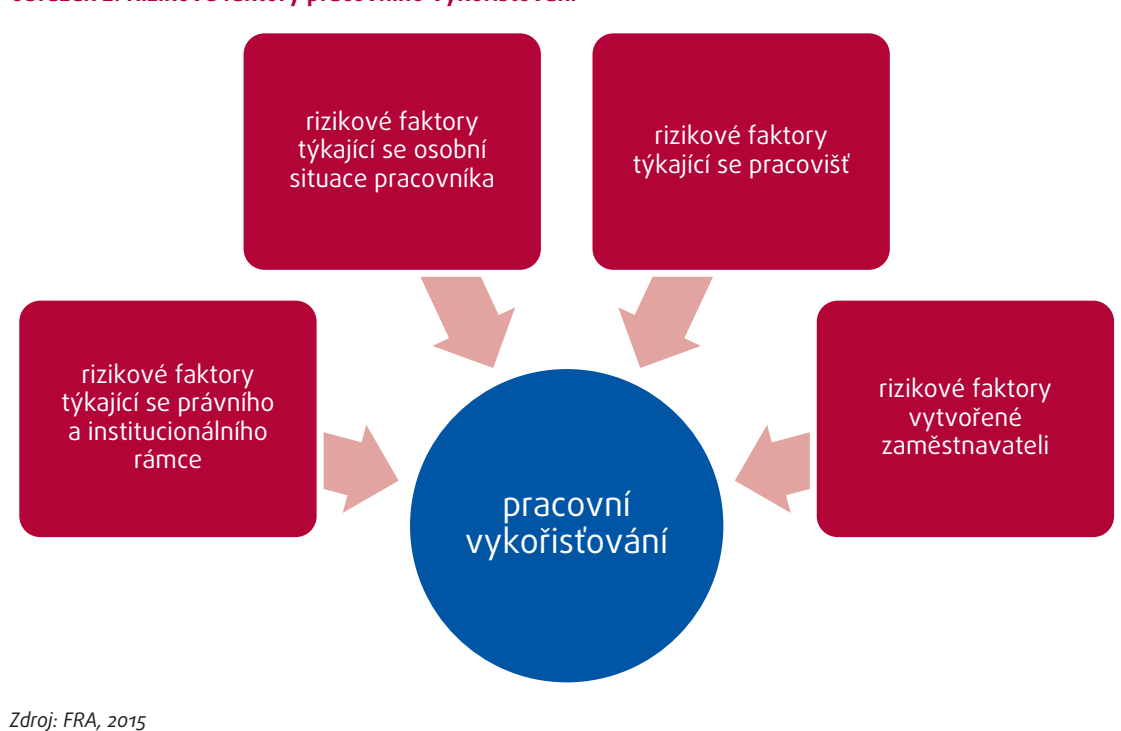 rizikové faktory
týkající se osobní
situace pracovníka
rizikové faktory
týkající se pracovišť
rizikové faktory
týkající se právního
a institucionálního
rámce
rizikové faktory
vytvořené
zaměstnavateli
pracovní
vykořisťování
Zdroj: FRA, 2015